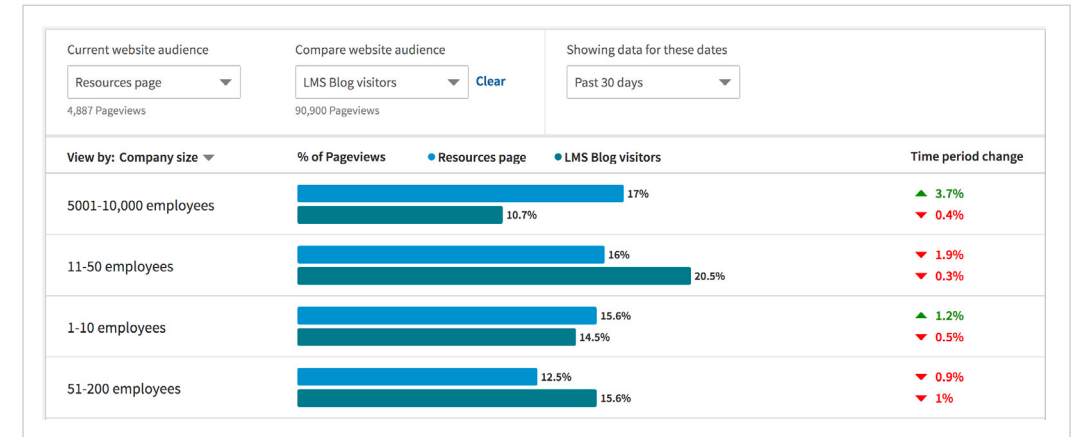 Current website audience
Compare website audience
Showing data for these dates
Resources page
LMS Blog visitors
Clear
Past 30 days
4,887 Pageviews
90,900 Pageviews
View by: Company size
% of Pageviews
Resources page
LMS Blog visitors
Time period change
5001-10,000 employees
17%
3.7%
10.7%
0.4%
11-50 employees
16%
1.9%
20.5%
0.3%
1-10 employees
15.6%
1.2%
14.5%
0.5%
51-200 employees
12.5%
0.9%
15.6%
1%